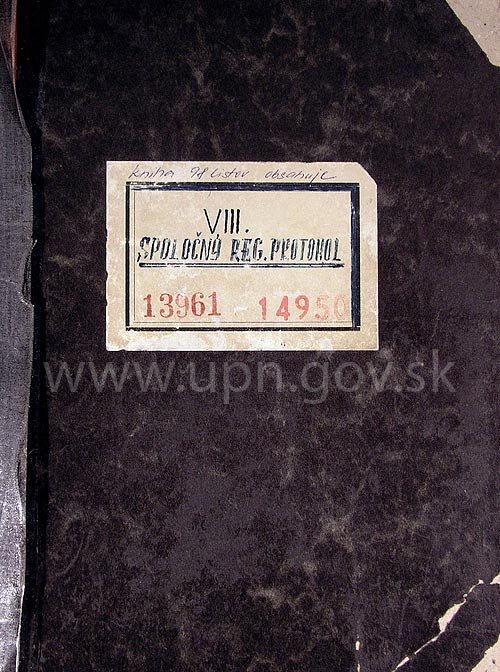 kniha 98 listov obsahuje
VIII.
SPOLOČNÝ REG. PROTOKOL
13961 14950
www.upn.gov.sk